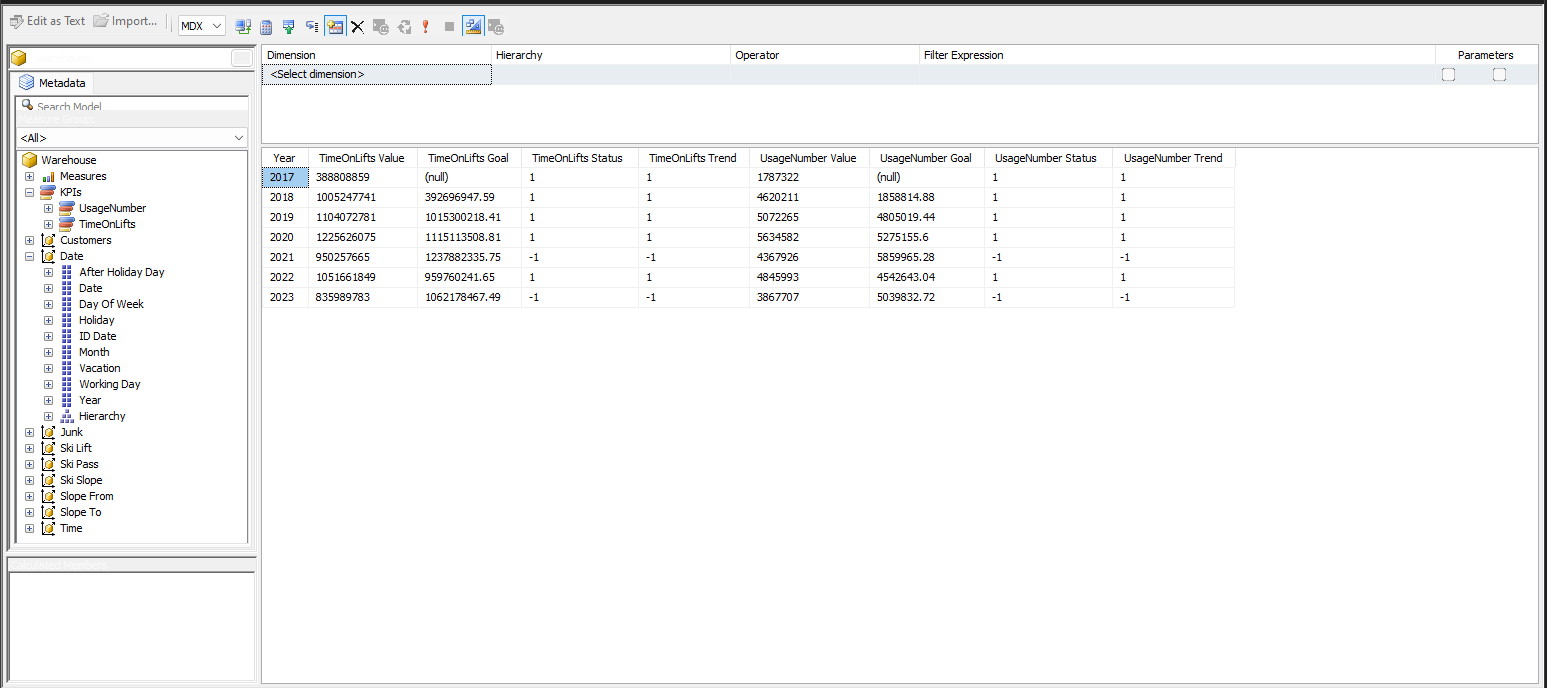 Edit as Text Import... MDX
Metadata
Search Model
Measure Group:
<All>
Warehouse
Measures
KPIs
UsageNumber
TimeOnLifts
Customers
Date
After Holiday Day
Date
Day Of Week
Holiday
ID Date
Month
Vacation
Working Day
Year
Hierarchy
Junk
Ski Lift
Ski Pass
Ski Slope
Slope From
Slope To
Time
Calculated Members
Dimension Hierarchy Operator Filter Expression Parameters
<Select dimension>
Year TimeOnLifts Value TimeOnLifts Goal TimeOnLifts Status TimeOnLifts Trend UsageNumber Value UsageNumber Goal UsageNumber Status UsageNumber Trend
2017 388808859 (null) 1 1 1787322 (null) 1 1
2018 1005247741 392696947.59 1 1 4620211 1858814.88 1 1
2019 1104072781 1015300218.41 1 1 5072265 4805019.44 1 1
2020 1225626075 1115113508.81 1 1 5634582 5275155.6 1 1
2021 950257665 1237882335.75 -1 -1 4367926 5859965.28 -1 -1
2022 1051661849 959760241.65 1 1 4845993 4542643.04 1 1
2023 835989783 1062178467.49 -1 -1 3867707 5039832.72 -1 -1